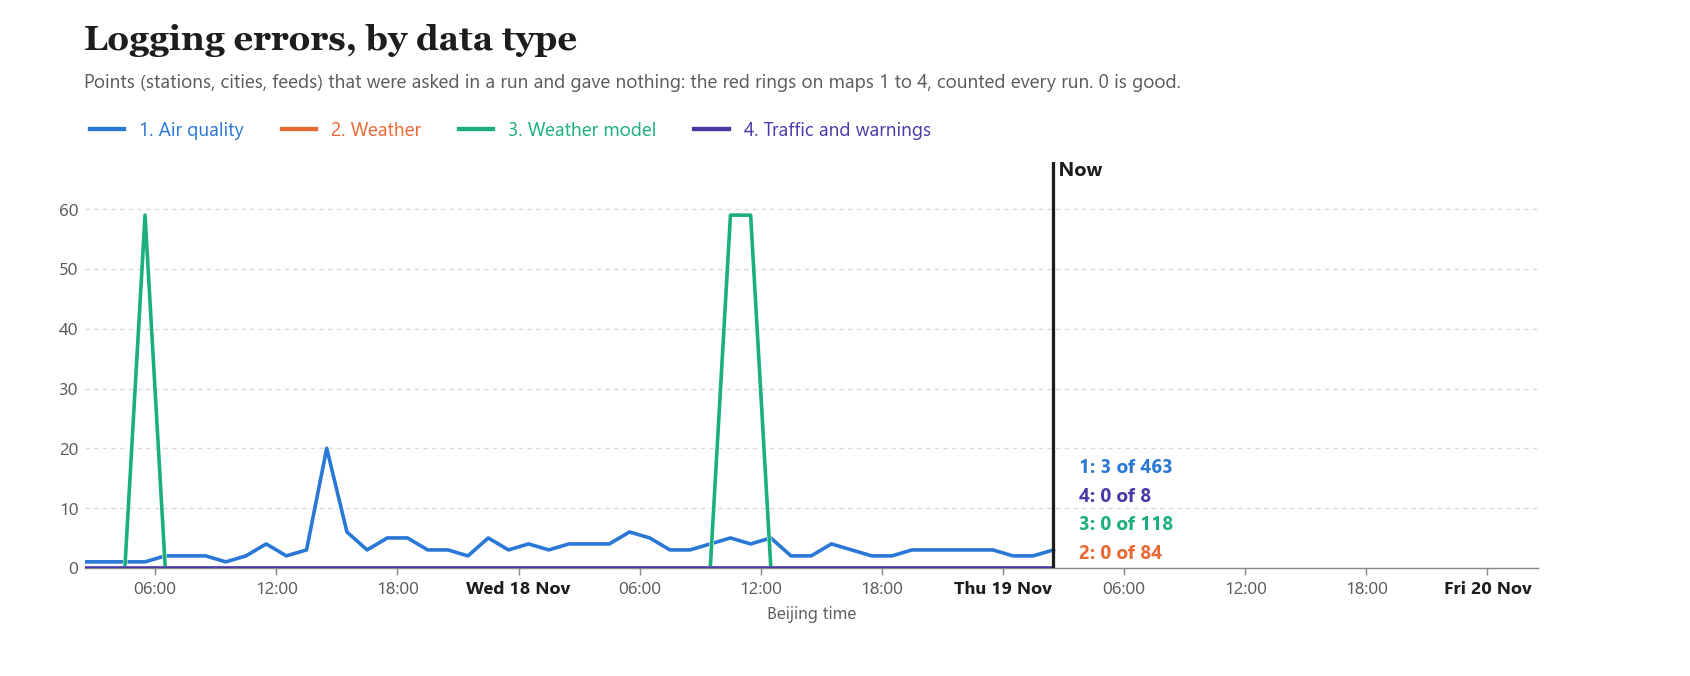 Logging errors, by data type
Points (stations, cities, feeds) that were asked in a run and gave nothing: the red rings on maps 1 to 4, counted every run. 0 is good.
1. Air quality 2. Weather 3. Weather model 4. Traffic and warnings
Now
60
50
40
30
20
10
0
1: 3 of 463
4: 0 of 8
3: 0 of 118
2: 0 of 84
06:00 12:00 18:00 Wed 18 Nov 06:00 12:00 18:00 Thu 19 Nov 06:00 12:00 18:00 Fri 20 Nov
Beijing time